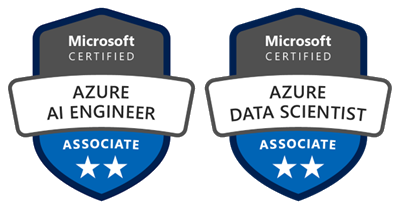 Microsoft
CERTIFIED
AZURE
AI ENGINEER
ASSOCIATE
Microsoft
CERTIFIED
AZURE
DATA SCIENTIST
ASSOCIATE